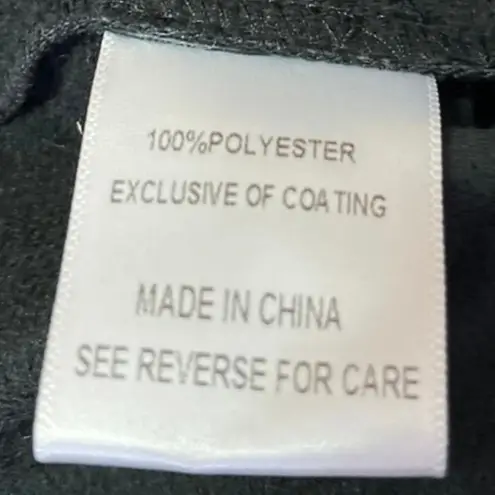 100%POLYESTER
EXCLUSIVE OF COATING
MADE IN CHINA
SEE REVERSE FOR CARE